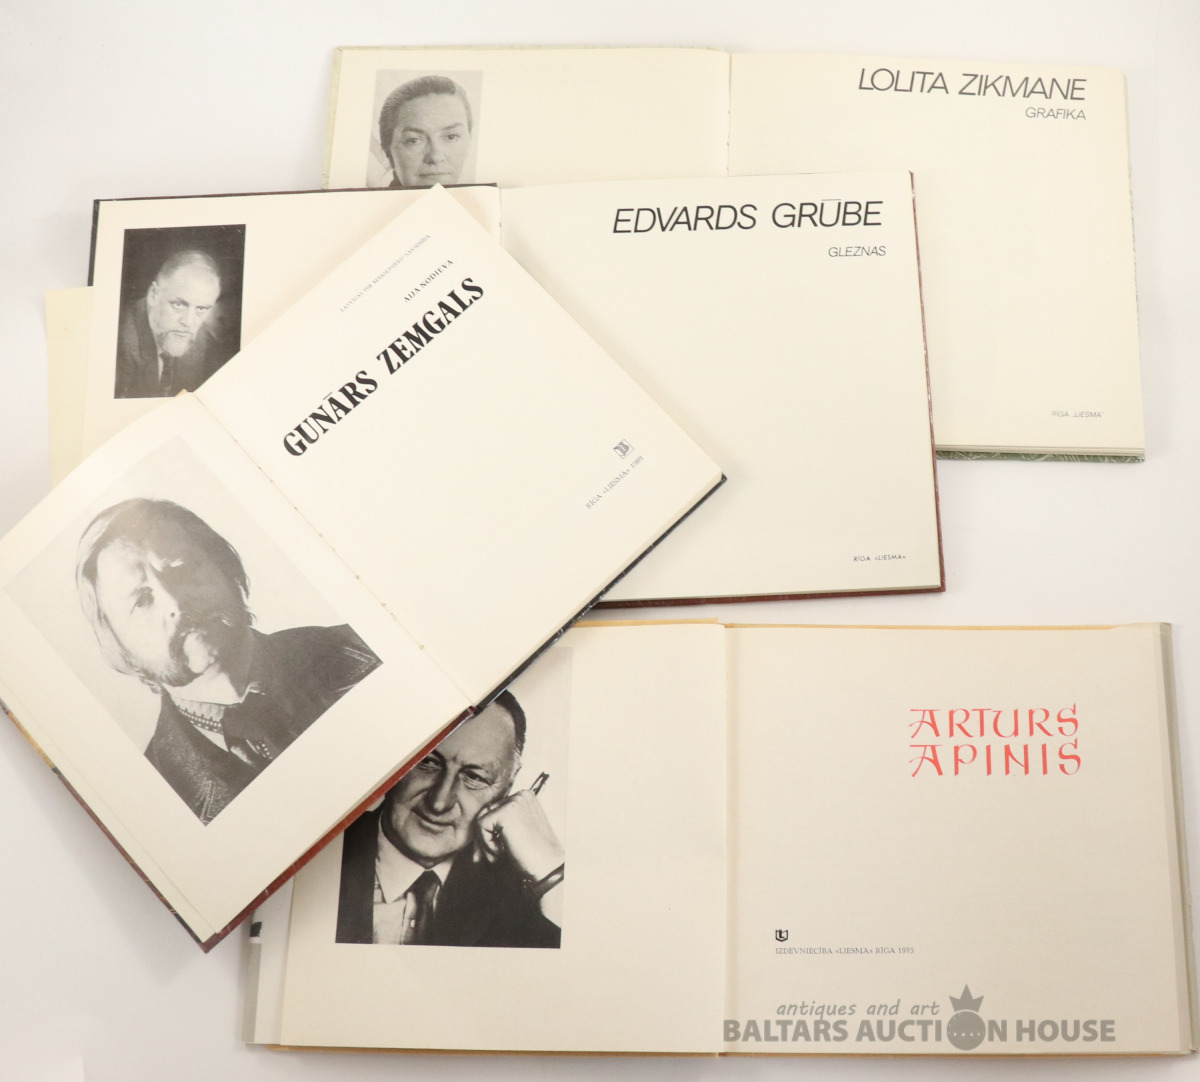 LOLITA ZIKMANE
GRAFIKA
RĪGA „LIESMA"
EDVARDS GRŪBE
GLEZNAS
RĪGA «LIESMA»
AIJA NODIEVA
GUNĀRS ZEMGALS
RĪGA «LIESMA» 1989
ARTURS
APINIS
IZDEVNIECĪBA «LIESMA» RĪGA 1975
antiques and art
BALTARS AUCTION HOUSE